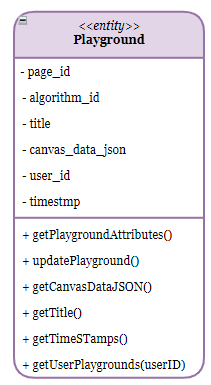 <<entity>>
Playground
- page_id
- algorithm_id
- title
- canvas_data_json
- user_id
- timestmp
+ getPlaygroundAttributes()
+ updatePlayground()
+ getCanvasDataJSON()
+ getTitle()
+ getTimeSTamps()
+ getUserPlaygrounds(userID)